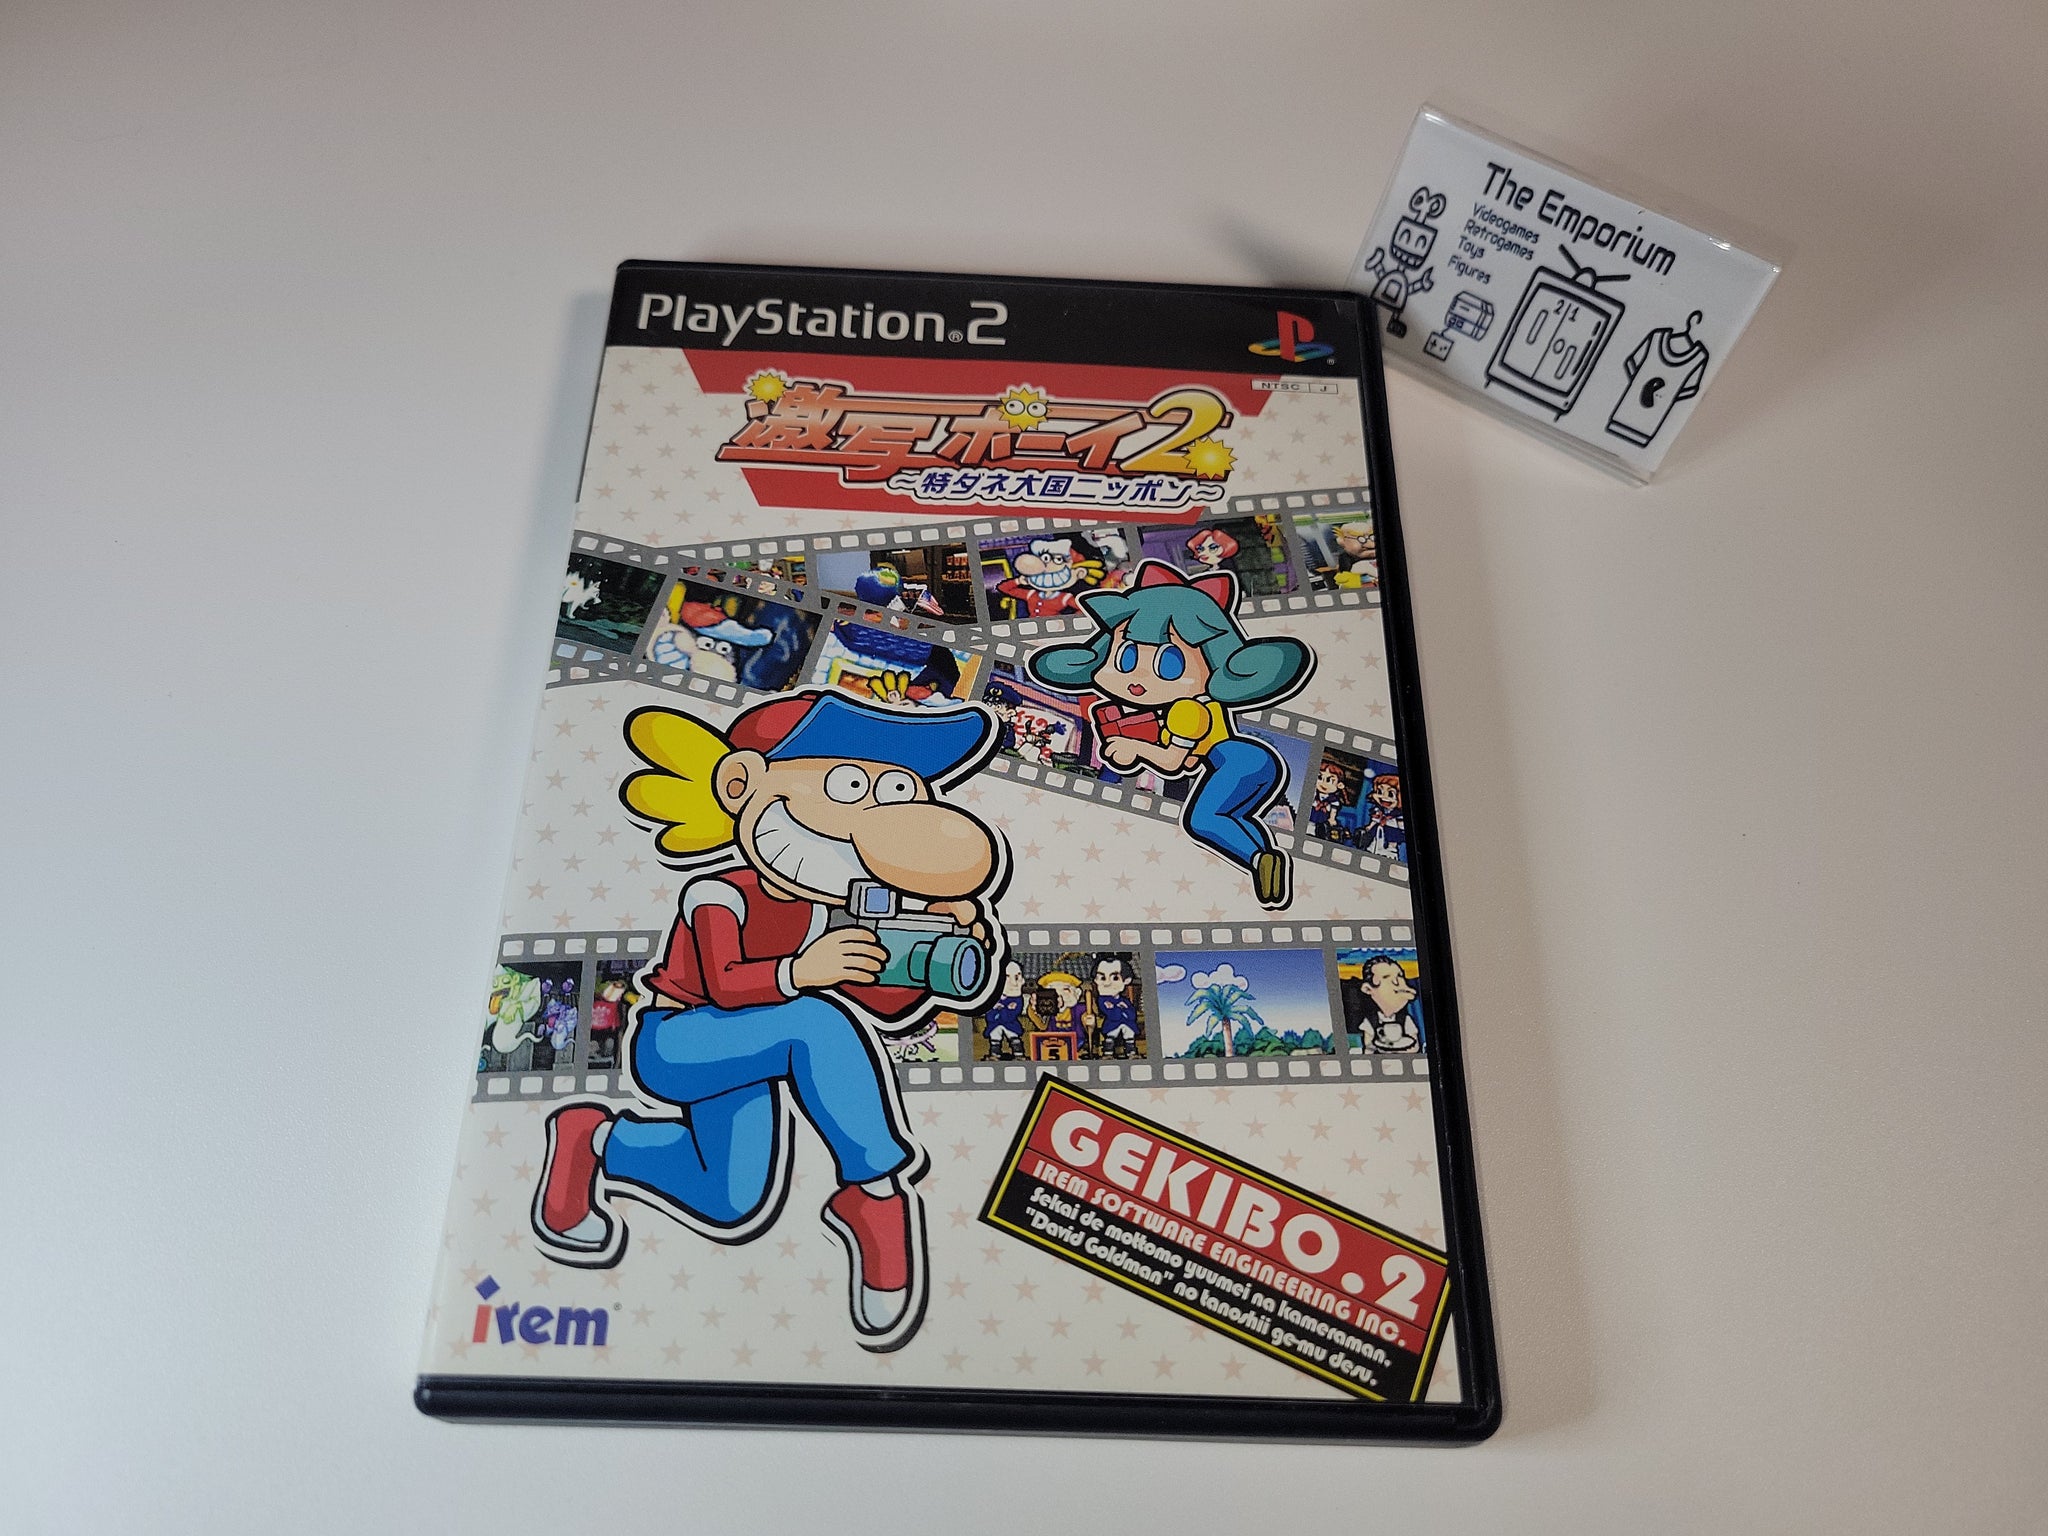 The Emporium
Videogames
Retrogames
Toys
Figures
2 1
PlayStation®2
NTSC J
激写ボーイ2
～特ダネ大国ニッポン～
GEKIBO.2
IREM SOFTWARE ENGINEERING INC.
Sekai de mottomo yuumei na kameraman.
"David Goldman" no tanoshii ge-mu desu.
irem®